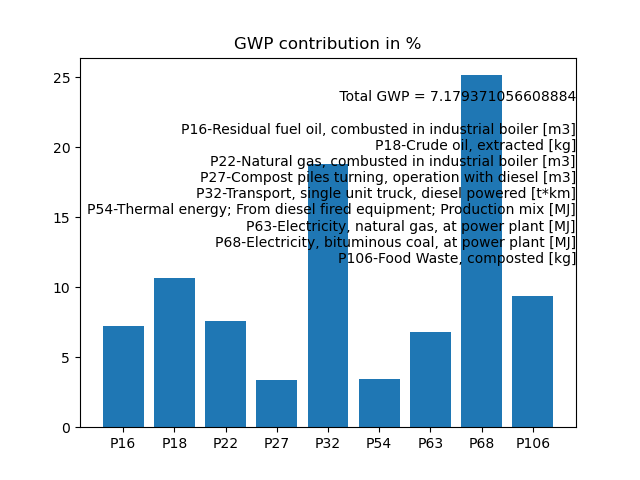 GWP contribution in %
Total GWP = 7.179371056608884
P16-Residual fuel oil, combusted in industrial boiler [m3]
P18-Crude oil, extracted [kg]
P22-Natural gas, combusted in industrial boiler [m3]
P27-Compost piles turning, operation with diesel [m3]
P32-Transport, single unit truck, diesel powered [t*km]
P54-Thermal energy; From diesel fired equipment; Production mix [MJ]
P63-Electricity, natural gas, at power plant [MJ]
P68-Electricity, bituminous coal, at power plant [MJ]
P106-Food Waste, composted [kg]
25
20
15
10
5
0
P16 P18 P22 P27 P32 P54 P63 P68 P106